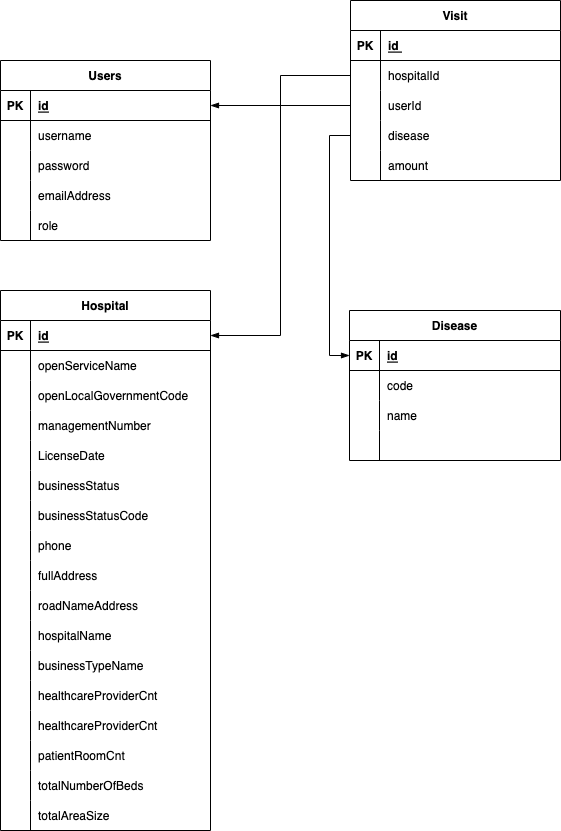 Visit
PK id
hospitalId
userId
disease
amount
Users
PK id
username
password
emailAddress
role
Hospital
PK id
openServiceName
openLocalGovernmentCode
managementNumber
LicenseDate
businessStatus
businessStatusCode
phone
fullAddress
roadNameAddress
hospitalName
businessTypeName
healthcareProviderCnt
healthcareProviderCnt
patientRoomCnt
totalNumberOfBeds
totalAreaSize
Disease
PK id
code
name